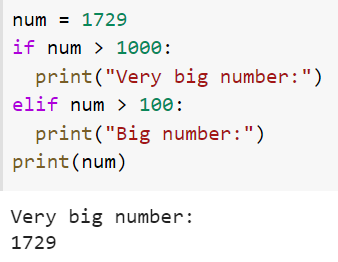 num = 1729
if num > 1000:
  print("Very big number:")
elif num > 100:
  print("Big number:")
print(num)
Very big number:
1729